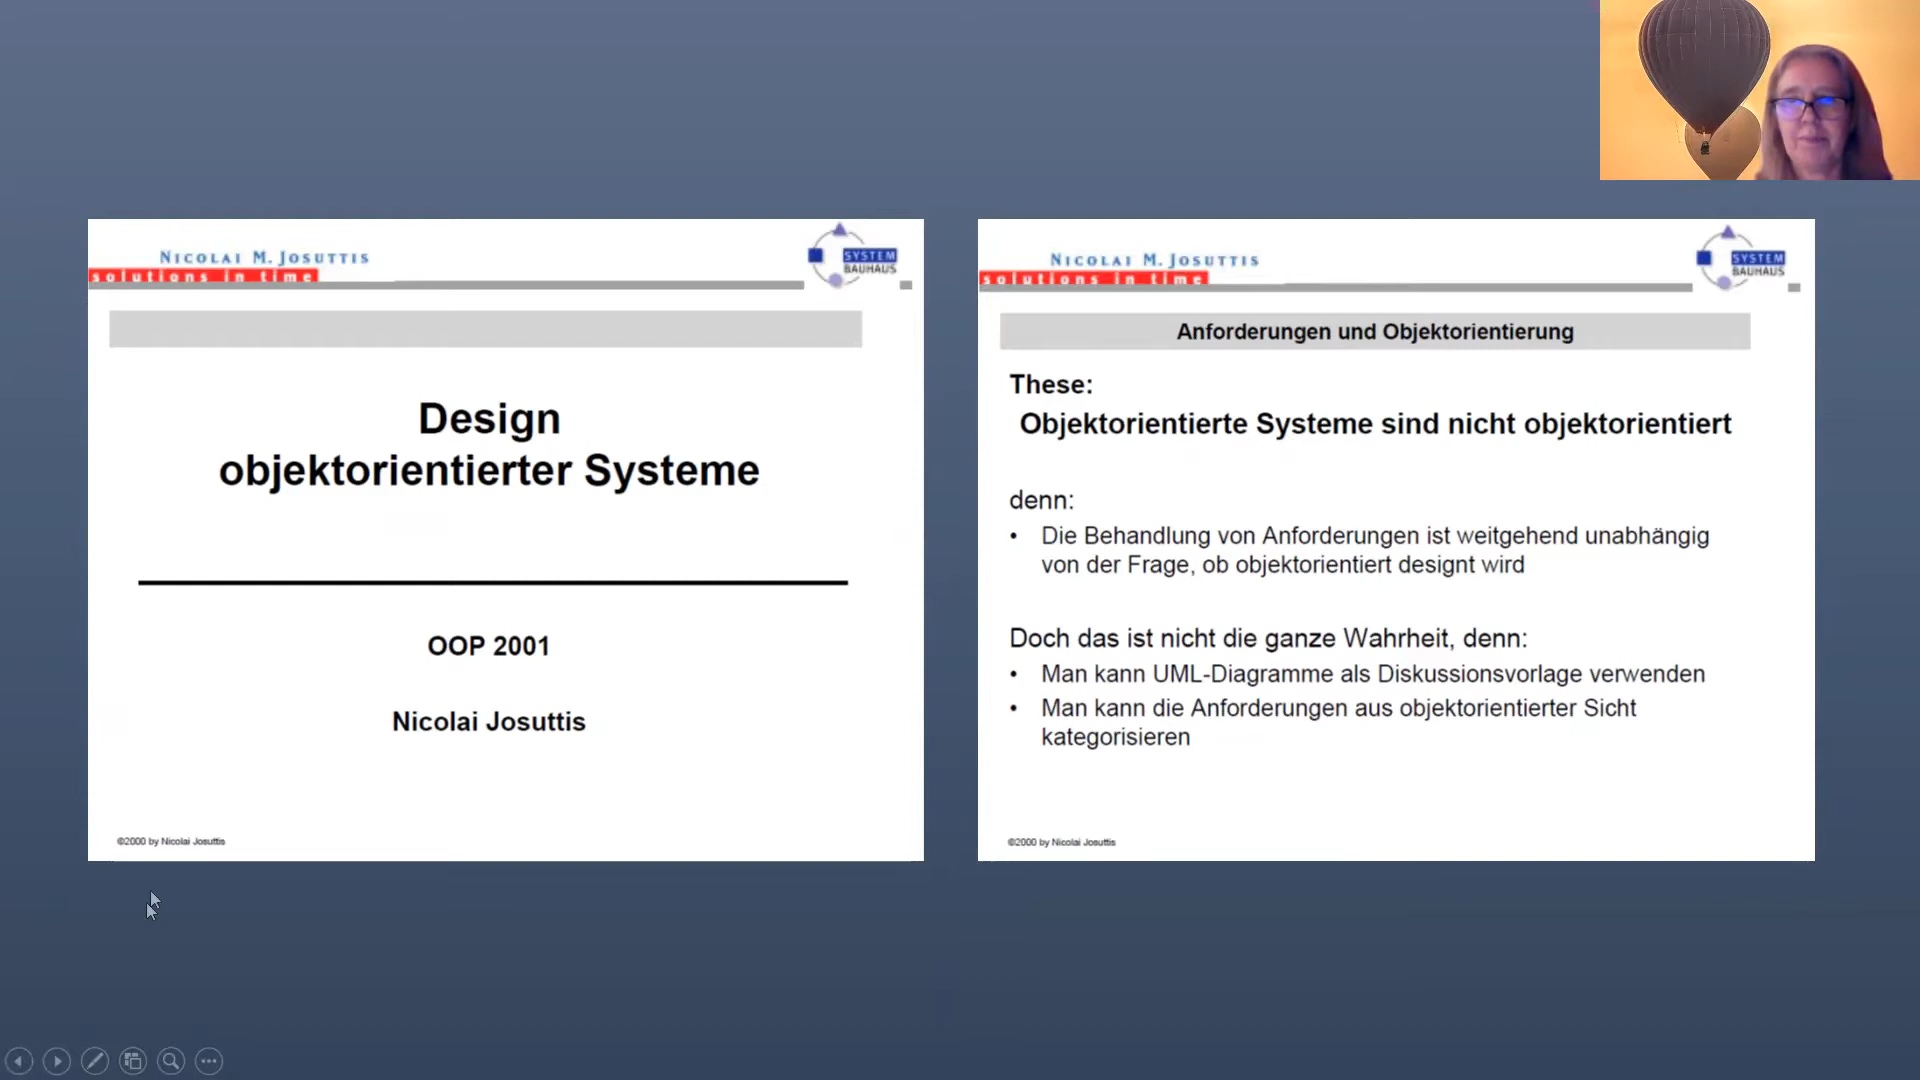 NICOLAI M. JOSUTTIS
solutions in time
SYSTEM
BAUHAUS
Design
objektorientierter Systeme
OOP 2001
Nicolai Josuttis
©2000 by Nicolai Josuttis
NICOLAI M. JOSUTTIS
solutions in time
SYSTEM
BAUHAUS
Anforderungen und Objektorientierung
These:
Objektorientierte Systeme sind nicht objektorientiert
denn:
• Die Behandlung von Anforderungen ist weitgehend unabhängig
von der Frage, ob objektorientiert designt wird
Doch das ist nicht die ganze Wahrheit, denn:
• Man kann UML-Diagramme als Diskussionsvorlage verwenden
• Man kann die Anforderungen aus objektorientierter Sicht
kategorisieren
©2000 by Nicolai Josuttis